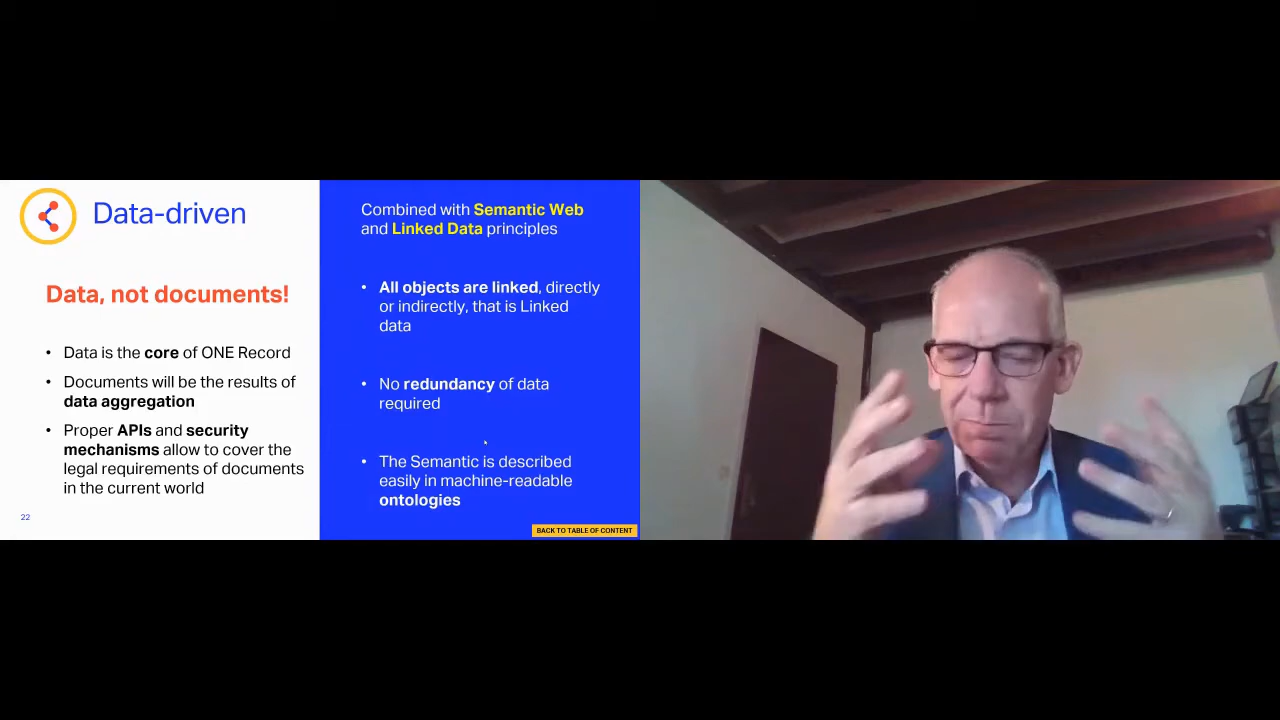 Data-driven
Data, not documents!
• Data is the core of ONE Record
• Documents will be the results of
data aggregation
• Proper APIs and security
mechanisms allow to cover the
legal requirements of documents
in the current world
22
Combined with Semantic Web
and Linked Data principles
• All objects are linked, directly
or indirectly, that is Linked
data
• No redundancy of data
required
• The Semantic is described
easily in machine-readable
ontologies
BACK TO TABLE OF CONTENT